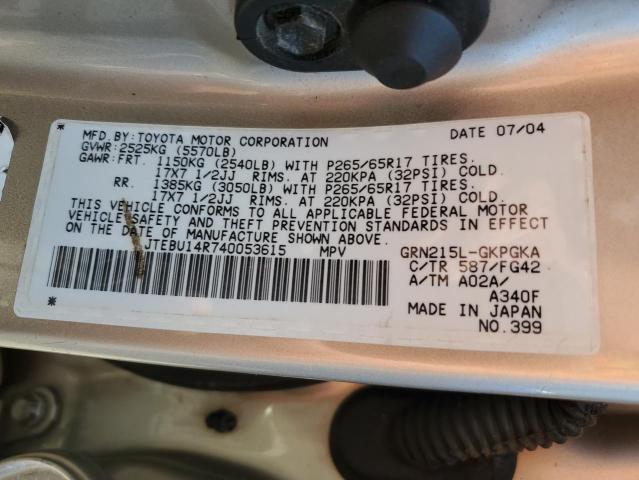 MFD.BY:TOYOTA MOTOR CORPORATION DATE 07/04
GVWR:2525KG (5570LB)
GAWR:FRT. 1150KG (2540LB) WITH P265/65R17 TIRES.
17X7 1/2JJ RIMS. AT 220KPA (32PSI) COLD.
RR. 1385KG (3050LB) WITH P265/65R17 TIRES.
17X7 1/2JJ RIMS. AT 220KPA (32PSI) COLD.
THIS VEHICLE CONFORMS TO ALL APPLICABLE FEDERAL MOTOR
VEHICLE SAFETY AND THEFT PREVENTION STANDARDS IN EFFECT
ON THE DATE OF MANUFACTURE SHOWN ABOVE.
*JTEBU14R740053615* MPV GRN215L-GKPGKA
C/TR 587/FG42
A/TM A02A/
A340F
MADE IN JAPAN
NO.399